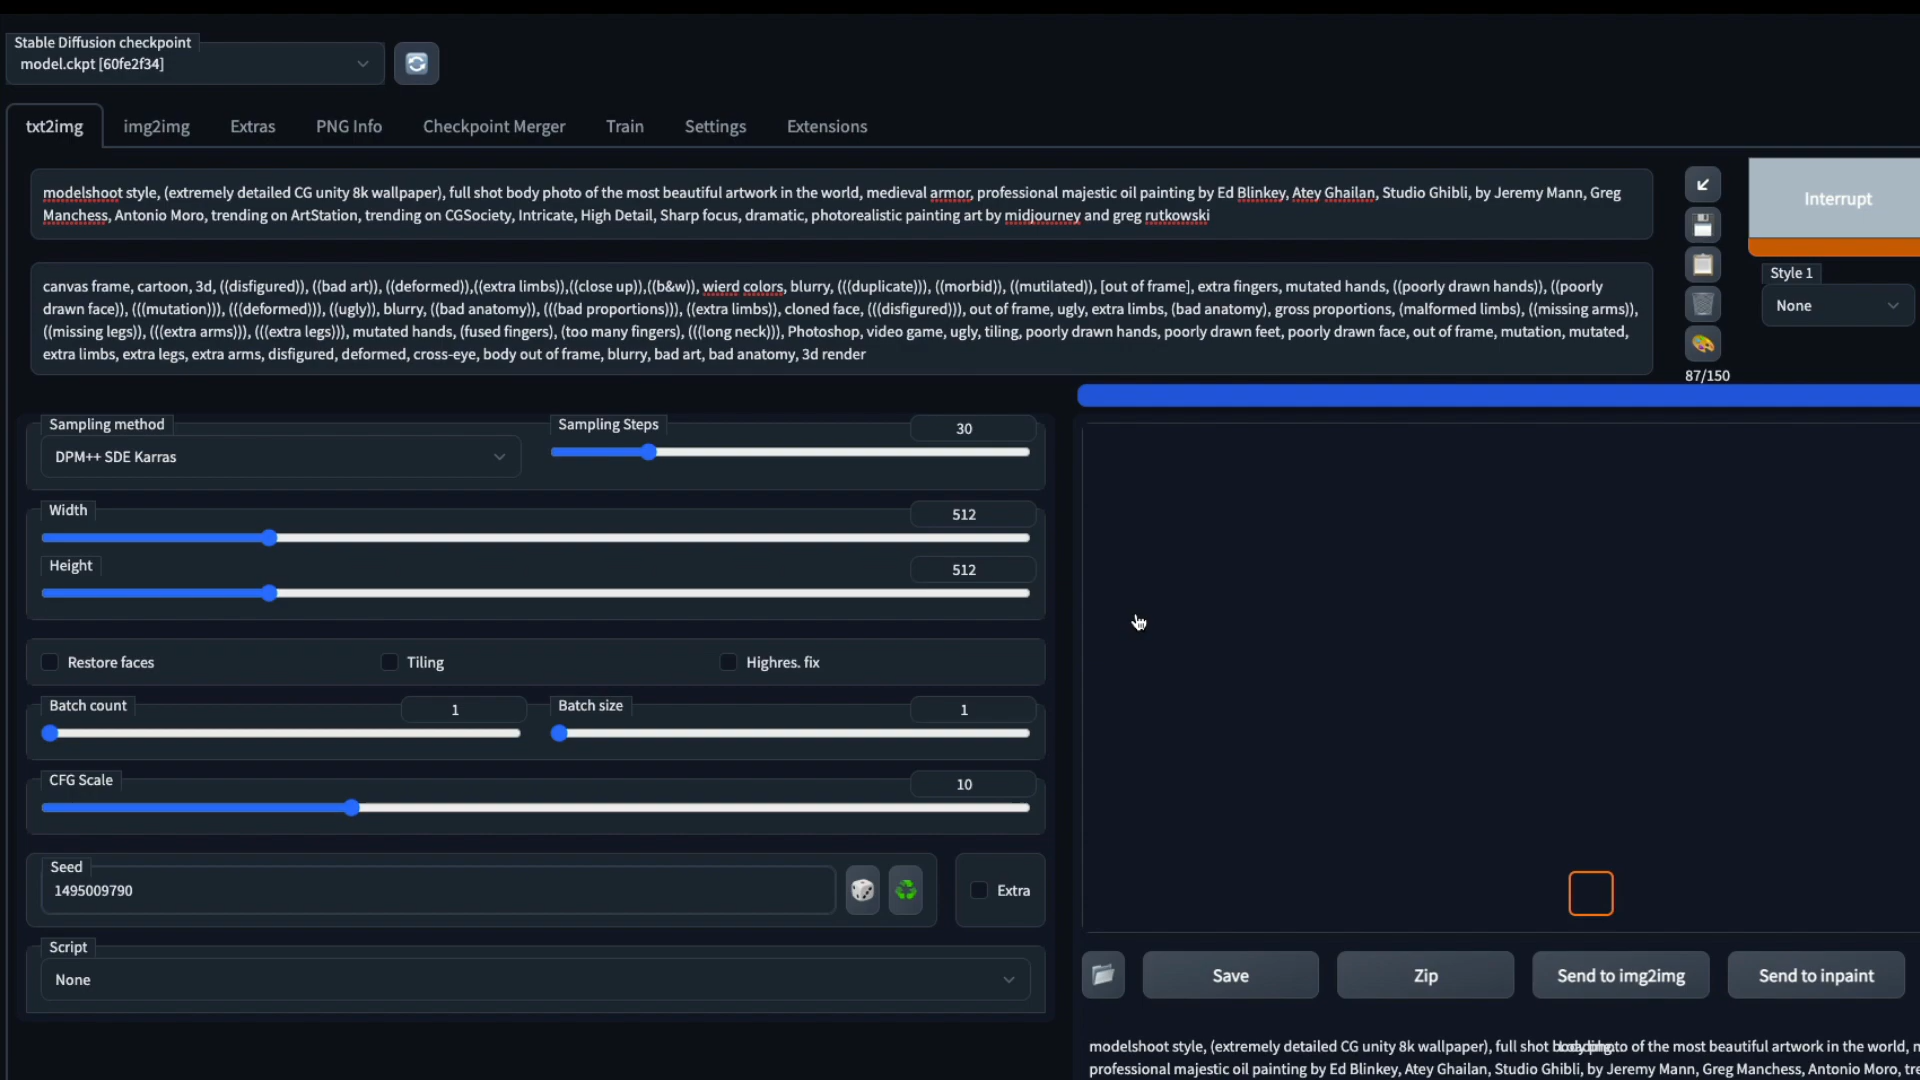 Stable Diffusion checkpoint
model.ckpt [60fe2f34]
txt2img img2img Extras PNG Info Checkpoint Merger Train Settings Extensions
modelshoot style, (extremely detailed CG unity 8k wallpaper), full shot body photo of the most beautiful artwork in the world, medieval armor, professional majestic oil painting by Ed Blinkey, Atey Ghailan, Studio Ghibli, by Jeremy Mann, Greg
Manchess, Antonio Moro, trending on ArtStation, trending on CGSociety, Intricate, High Detail, Sharp focus, dramatic, photorealistic painting art by midjourney and greg rutkowski
Interrupt
canvas frame, cartoon, 3d, ((disfigured)), ((bad art)), ((deformed)),((extra limbs)),((close up)),((b&w)), wierd colors, blurry, (((duplicate))), ((morbid)), ((mutilated)), [out of frame], extra fingers, mutated hands, ((poorly drawn hands)), ((poorly
drawn face)), (((mutation))), (((deformed))), ((ugly)), blurry, ((bad anatomy)), (((bad proportions))), ((extra limbs)), cloned face, (((disfigured))), out of frame, ugly, extra limbs, (bad anatomy), gross proportions, (malformed limbs), ((missing arms)),
((missing legs)), (((extra arms))), (((extra legs))), mutated hands, (fused fingers), (too many fingers), (((long neck))), Photoshop, video game, ugly, tiling, poorly drawn hands, poorly drawn feet, poorly drawn face, out of frame, mutation, mutated,
extra limbs, extra legs, extra arms, disfigured, deformed, cross-eye, body out of frame, blurry, bad art, bad anatomy, 3d render
Style 1
None
87/150
Sampling method
DPM++ SDE Karras
Sampling Steps
30
Width
512
Height
512
Restore faces Tiling Highres. fix
Batch count
1
Batch size
1
CFG Scale
10
Seed
1495009790
Extra
Script
None
Save Zip Send to img2img Send to inpaint
modelshoot style, (extremely detailed CG unity 8k wallpaper), full shot of the most beautiful artwork in the world,
professional majestic oil painting by Ed Blinkey, Atey Ghailan, Studio Ghibli, by Jeremy Mann, Greg Manchess, Antonio Moro,